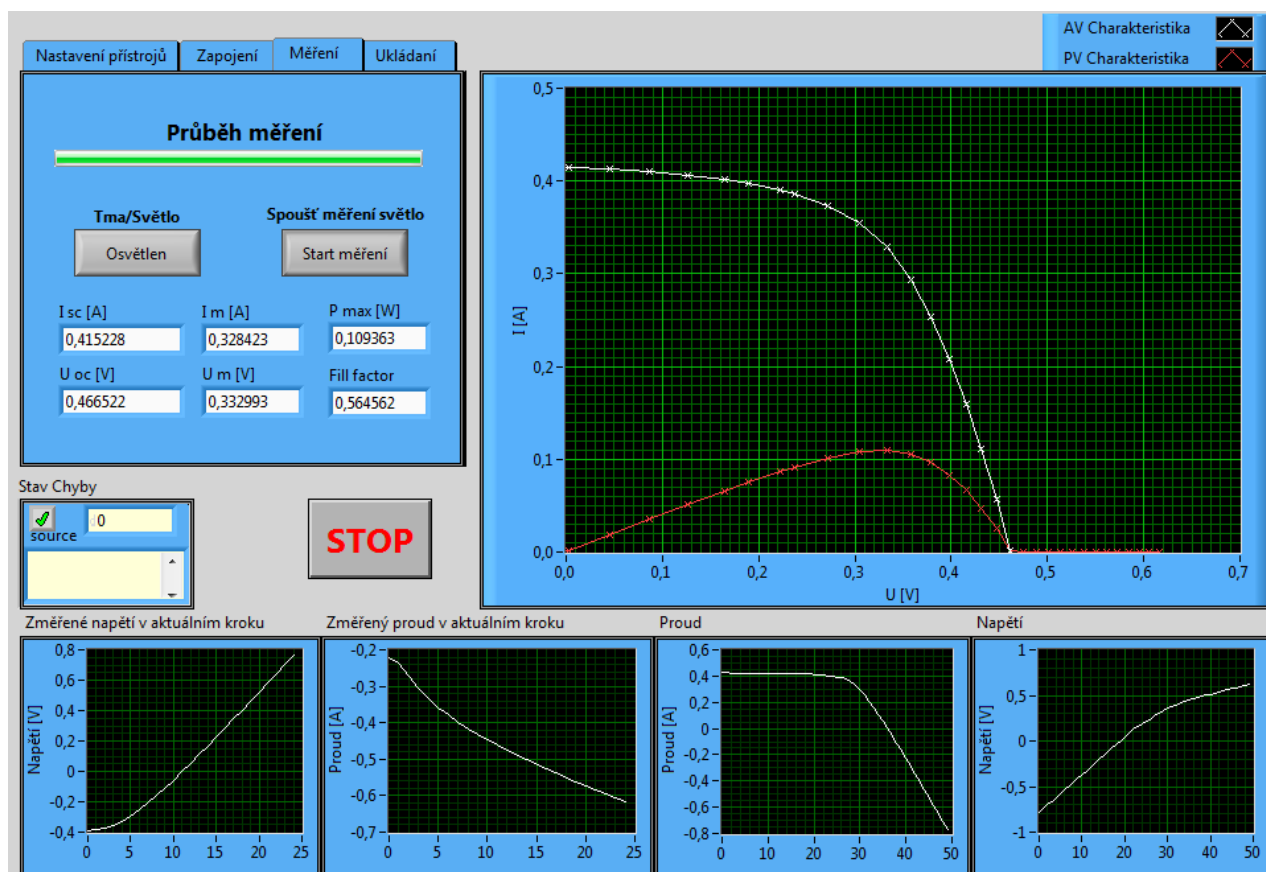 AV Charakteristika
PV Charakteristika
Nastavení přístrojů Zapojení Měření Ukládaní
Průběh měření
Tma/Světlo Spoušť měření světlo
Osvětlen Start měření
I sc [A] I m [A] P max [W]
0,415228 0,328423 0,109363
U oc [V] U m [V] Fill factor
0,466522 0,332993 0,564562
0,5
0,4
0,3
0,2
0,1
0,0
I [A]
0,0 0,1 0,2 0,3 0,4 0,5 0,6 0,7
U [V]
Stav Chyby
d0
source
STOP
Změřené napětí v aktuálním kroku
0,8
0,6
0,4
0,2
0
-0,2
-0,4
Napětí [V]
0 5 10 15 20 25
Změřený proud v aktuálním kroku
-0,2
-0,3
-0,4
-0,5
-0,6
-0,7
Proud [A]
0 5 10 15 20 25
Proud
0,6
0,4
0,2
0
-0,2
-0,4
-0,6
-0,8
Proud [A]
0 10 20 30 40 50
Napětí
1
0,5
0
-0,5
-1
Napětí [V]
0 10 20 30 40 50